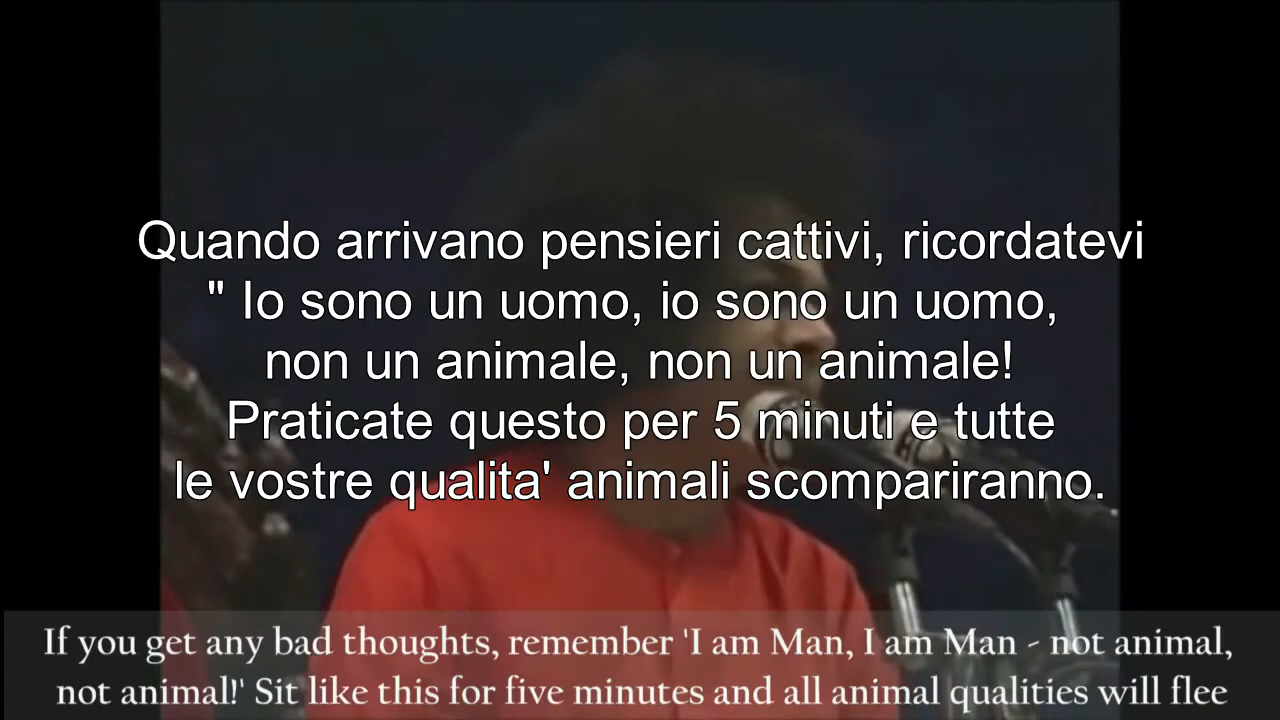 Quando arrivano pensieri cattivi, ricordatevi
" Io sono un uomo, io sono un uomo,
non un animale, non un animale!
Praticate questo per 5 minuti e tutte
le vostre qualita' animali scompariranno.
If you get any bad thoughts, remember 'I am Man, I am Man - not animal,
not animal!' Sit like this for five minutes and all animal qualities will flee